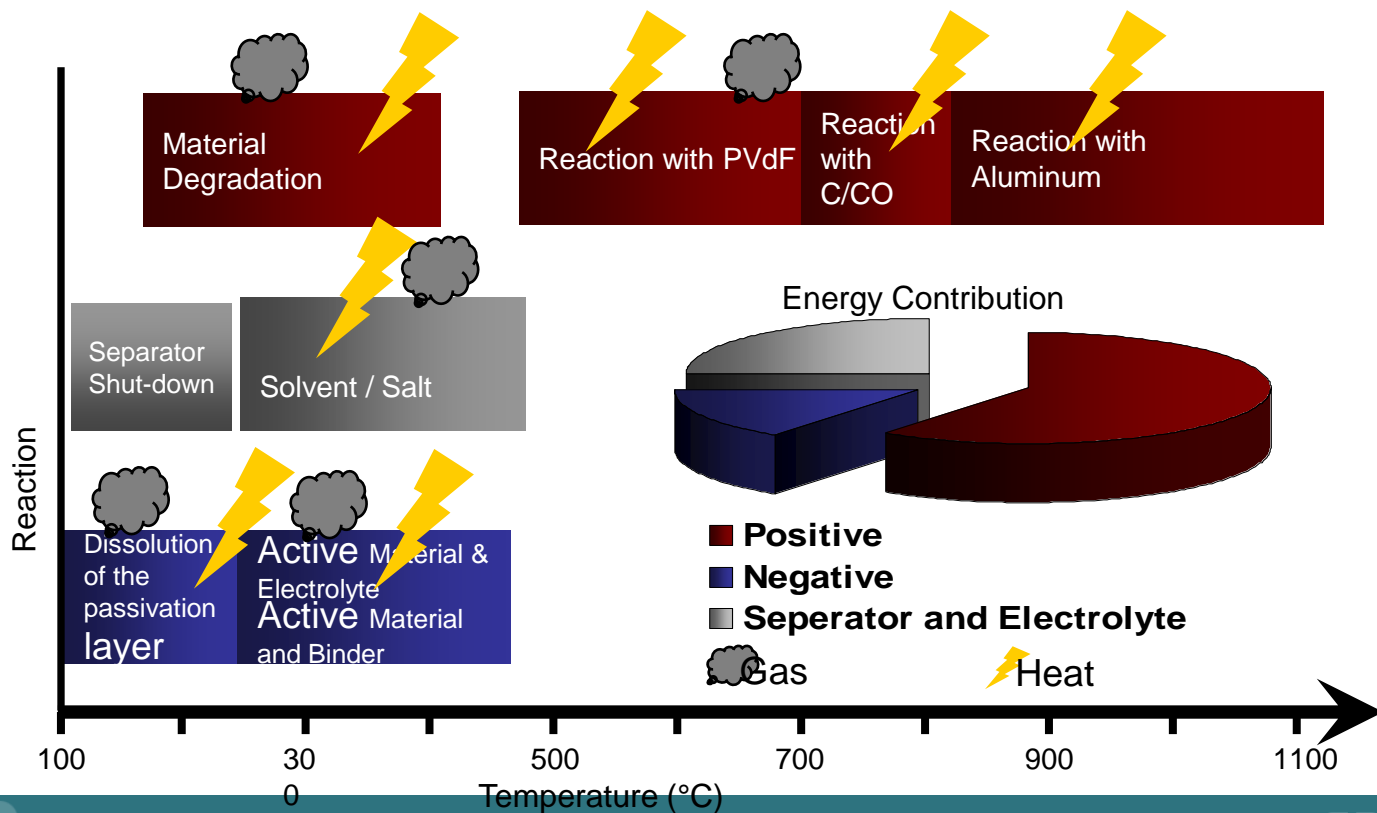 Material
Degradation
Reaction with PVdF
Reaction
with
C/CO
Reaction with
Aluminum
Separator
Shut-down
Solvent / Salt
Energy Contribution
Reaction
Dissolution
of the
passivation
layer
Active Material &
Electrolyte
Active Material
and Binder
Positive
Negative
Seperator and Electrolyte
Gas
Heat
100
30
0
500
700
900
1100
Temperature (°C)